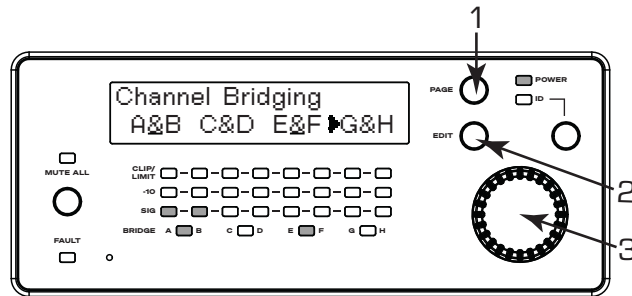 1
PAGE
POWER
ID
Channel Bridging
A&B C&D E&F G&H
EDIT
2
MUTE ALL
CLIP/
LIMIT
-10
SIG
BRIDGE A B C D E F G H
FAULT
3